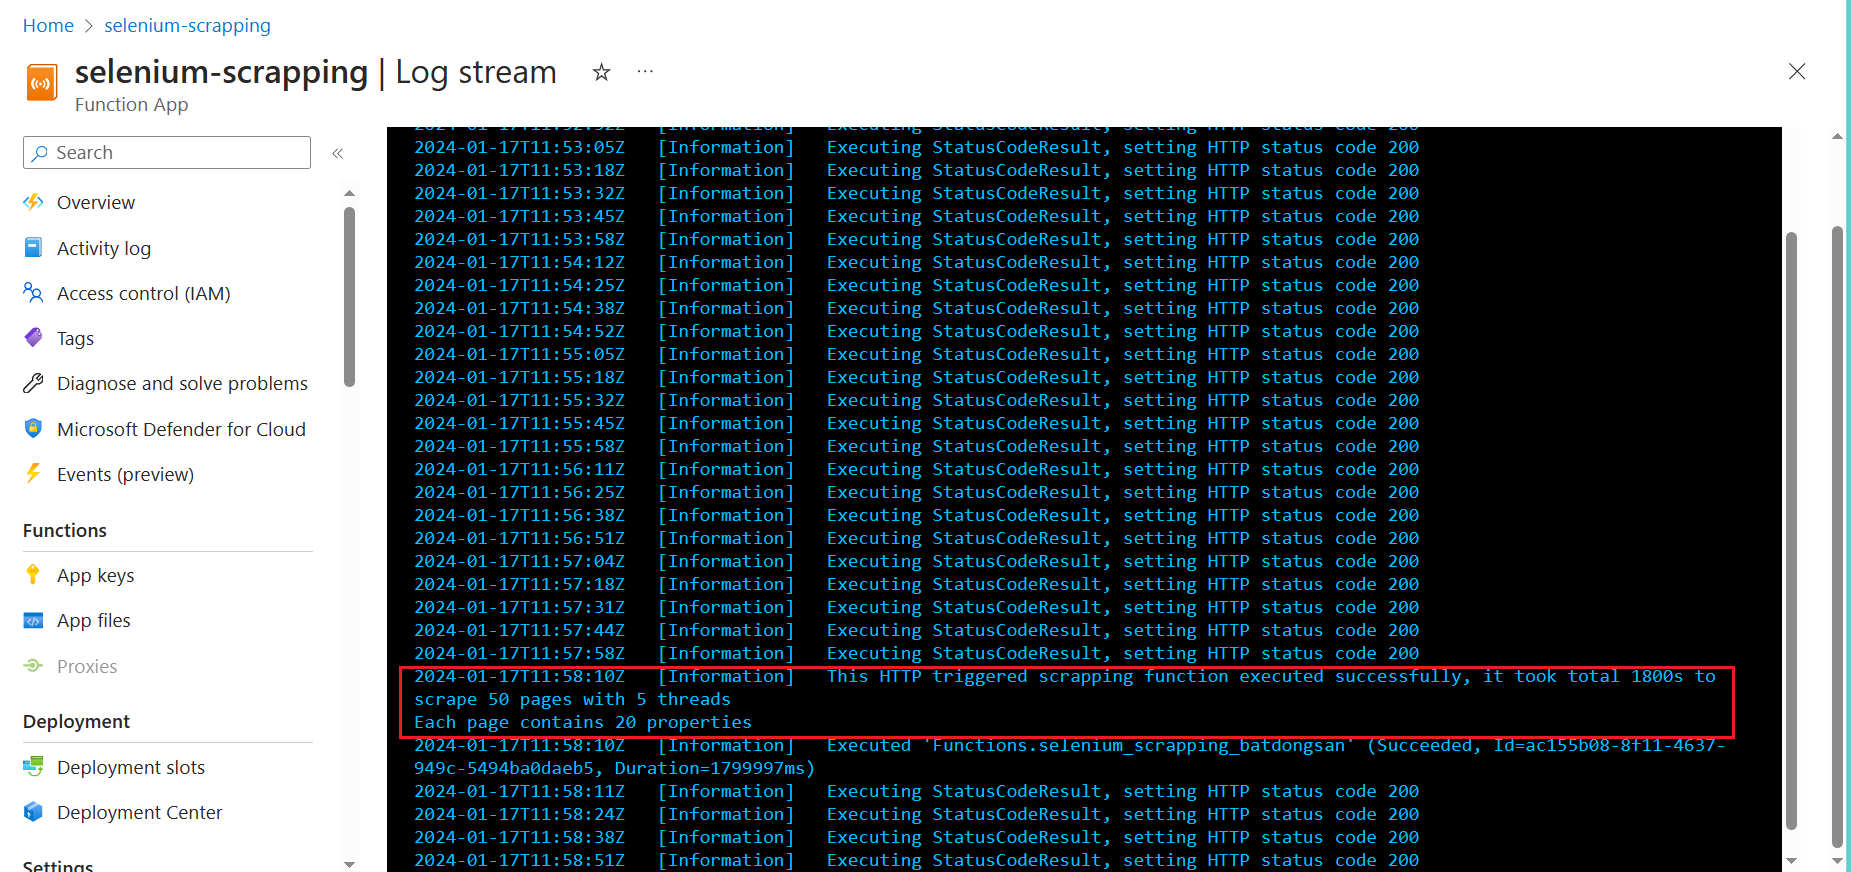 Home > selenium-scrapping
selenium-scrapping | Log stream
Function App
Search
Overview
Activity log
Access control (IAM)
Tags
Diagnose and solve problems
Microsoft Defender for Cloud
Events (preview)
Functions
App keys
App files
Proxies
Deployment
Deployment slots
Deployment Center
Settings
2024-01-17T11:52:52Z [Information] Executing StatusCodeResult, setting HTTP status code 200
2024-01-17T11:53:05Z [Information] Executing StatusCodeResult, setting HTTP status code 200
2024-01-17T11:53:18Z [Information] Executing StatusCodeResult, setting HTTP status code 200
2024-01-17T11:53:32Z [Information] Executing StatusCodeResult, setting HTTP status code 200
2024-01-17T11:53:45Z [Information] Executing StatusCodeResult, setting HTTP status code 200
2024-01-17T11:53:58Z [Information] Executing StatusCodeResult, setting HTTP status code 200
2024-01-17T11:54:12Z [Information] Executing StatusCodeResult, setting HTTP status code 200
2024-01-17T11:54:25Z [Information] Executing StatusCodeResult, setting HTTP status code 200
2024-01-17T11:54:38Z [Information] Executing StatusCodeResult, setting HTTP status code 200
2024-01-17T11:54:52Z [Information] Executing StatusCodeResult, setting HTTP status code 200
2024-01-17T11:55:05Z [Information] Executing StatusCodeResult, setting HTTP status code 200
2024-01-17T11:55:18Z [Information] Executing StatusCodeResult, setting HTTP status code 200
2024-01-17T11:55:32Z [Information] Executing StatusCodeResult, setting HTTP status code 200
2024-01-17T11:55:45Z [Information] Executing StatusCodeResult, setting HTTP status code 200
2024-01-17T11:55:58Z [Information] Executing StatusCodeResult, setting HTTP status code 200
2024-01-17T11:56:11Z [Information] Executing StatusCodeResult, setting HTTP status code 200
2024-01-17T11:56:25Z [Information] Executing StatusCodeResult, setting HTTP status code 200
2024-01-17T11:56:38Z [Information] Executing StatusCodeResult, setting HTTP status code 200
2024-01-17T11:56:51Z [Information] Executing StatusCodeResult, setting HTTP status code 200
2024-01-17T11:57:04Z [Information] Executing StatusCodeResult, setting HTTP status code 200
2024-01-17T11:57:18Z [Information] Executing StatusCodeResult, setting HTTP status code 200
2024-01-17T11:57:31Z [Information] Executing StatusCodeResult, setting HTTP status code 200
2024-01-17T11:57:44Z [Information] Executing StatusCodeResult, setting HTTP status code 200
2024-01-17T11:57:58Z [Information] Executing StatusCodeResult, setting HTTP status code 200
2024-01-17T11:58:10Z [Information] This HTTP triggered scrapping function executed successfully, it took total 1800s to
scrape 50 pages with 5 threads
Each page contains 20 properties
2024-01-17T11:58:10Z [Information] Executed 'Functions.selenium_scrapping_batdongsan' (Succeeded, Id=ac155b08-8f11-4637-
949c-5494ba0daeb5, Duration=1799997ms)
2024-01-17T11:58:11Z [Information] Executing StatusCodeResult, setting HTTP status code 200
2024-01-17T11:58:24Z [Information] Executing StatusCodeResult, setting HTTP status code 200
2024-01-17T11:58:38Z [Information] Executing StatusCodeResult, setting HTTP status code 200
2024-01-17T11:58:51Z [Information] Executing StatusCodeResult, setting HTTP status code 200